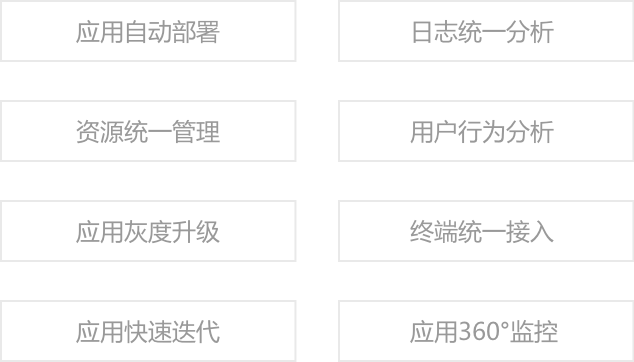 应用自动部署
日志统一分析
资源统一管理
用户行为分析
应用灰度升级
终端统一接入
应用快速迭代
应用360°监控